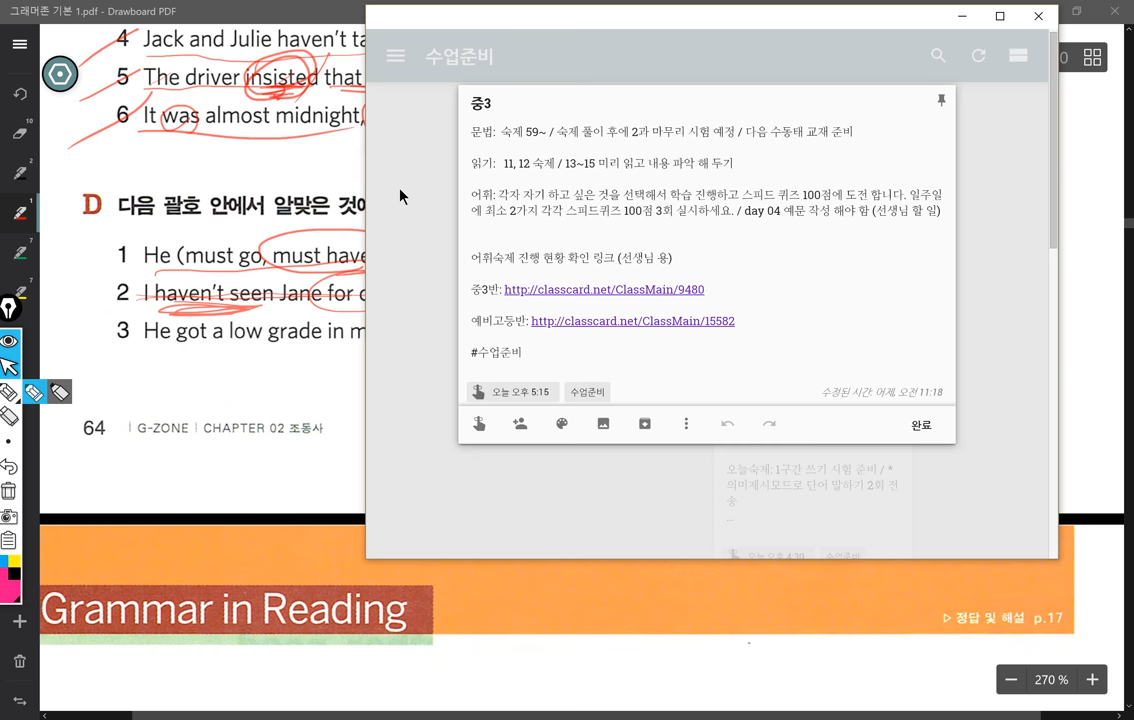 그래머존 기본 1.pdf - Drawboard PDF
4 Jack and Julie haven't ta
5 The driver insisted that
6 It was almost midnight,
D 다음 괄호 안에서 알맞은 것에
1 He (must go, must have
2 I haven't seen Jane for
3 He got a low grade in m
64 | G-ZONE | CHAPTER 02 조동사
Grammar in Reading
▷ 정답 및 해설 p.17
270 %
10
2
1
7
7
0
수업준비
중3
문법: 숙제 59~ / 숙제 풀이 후에 2과 마무리 시험 예정 / 다음 수동태 교재 준비
읽기: 11, 12 숙제 / 13~15 미리 읽고 내용 파악 해 두기
어휘: 각자 자기 하고 싶은 것을 선택해서 학습 진행하고 스피드 퀴즈 100점에 도전 합니다. 일주일
에 최소 2가지 각각 스피드퀴즈 100점 3회 실시하세요. / day 04 예문 작성 해야 함 (선생님 할 일)
어휘숙제 진행 현황 확인 링크 (선생님 용)
중3반: http://classcard.net/ClassMain/9480
예비고등반: http://classcard.net/ClassMain/15582
#수업준비
오늘 오후 5:15 수업준비
수정된 시간: 어제, 오전 11:18
완료
오늘숙제: 1구간 쓰기 시험 준비 / *
의미제시모드로 단어 말하기 2회 전
송
...
오늘 오후 4:30 수업준비